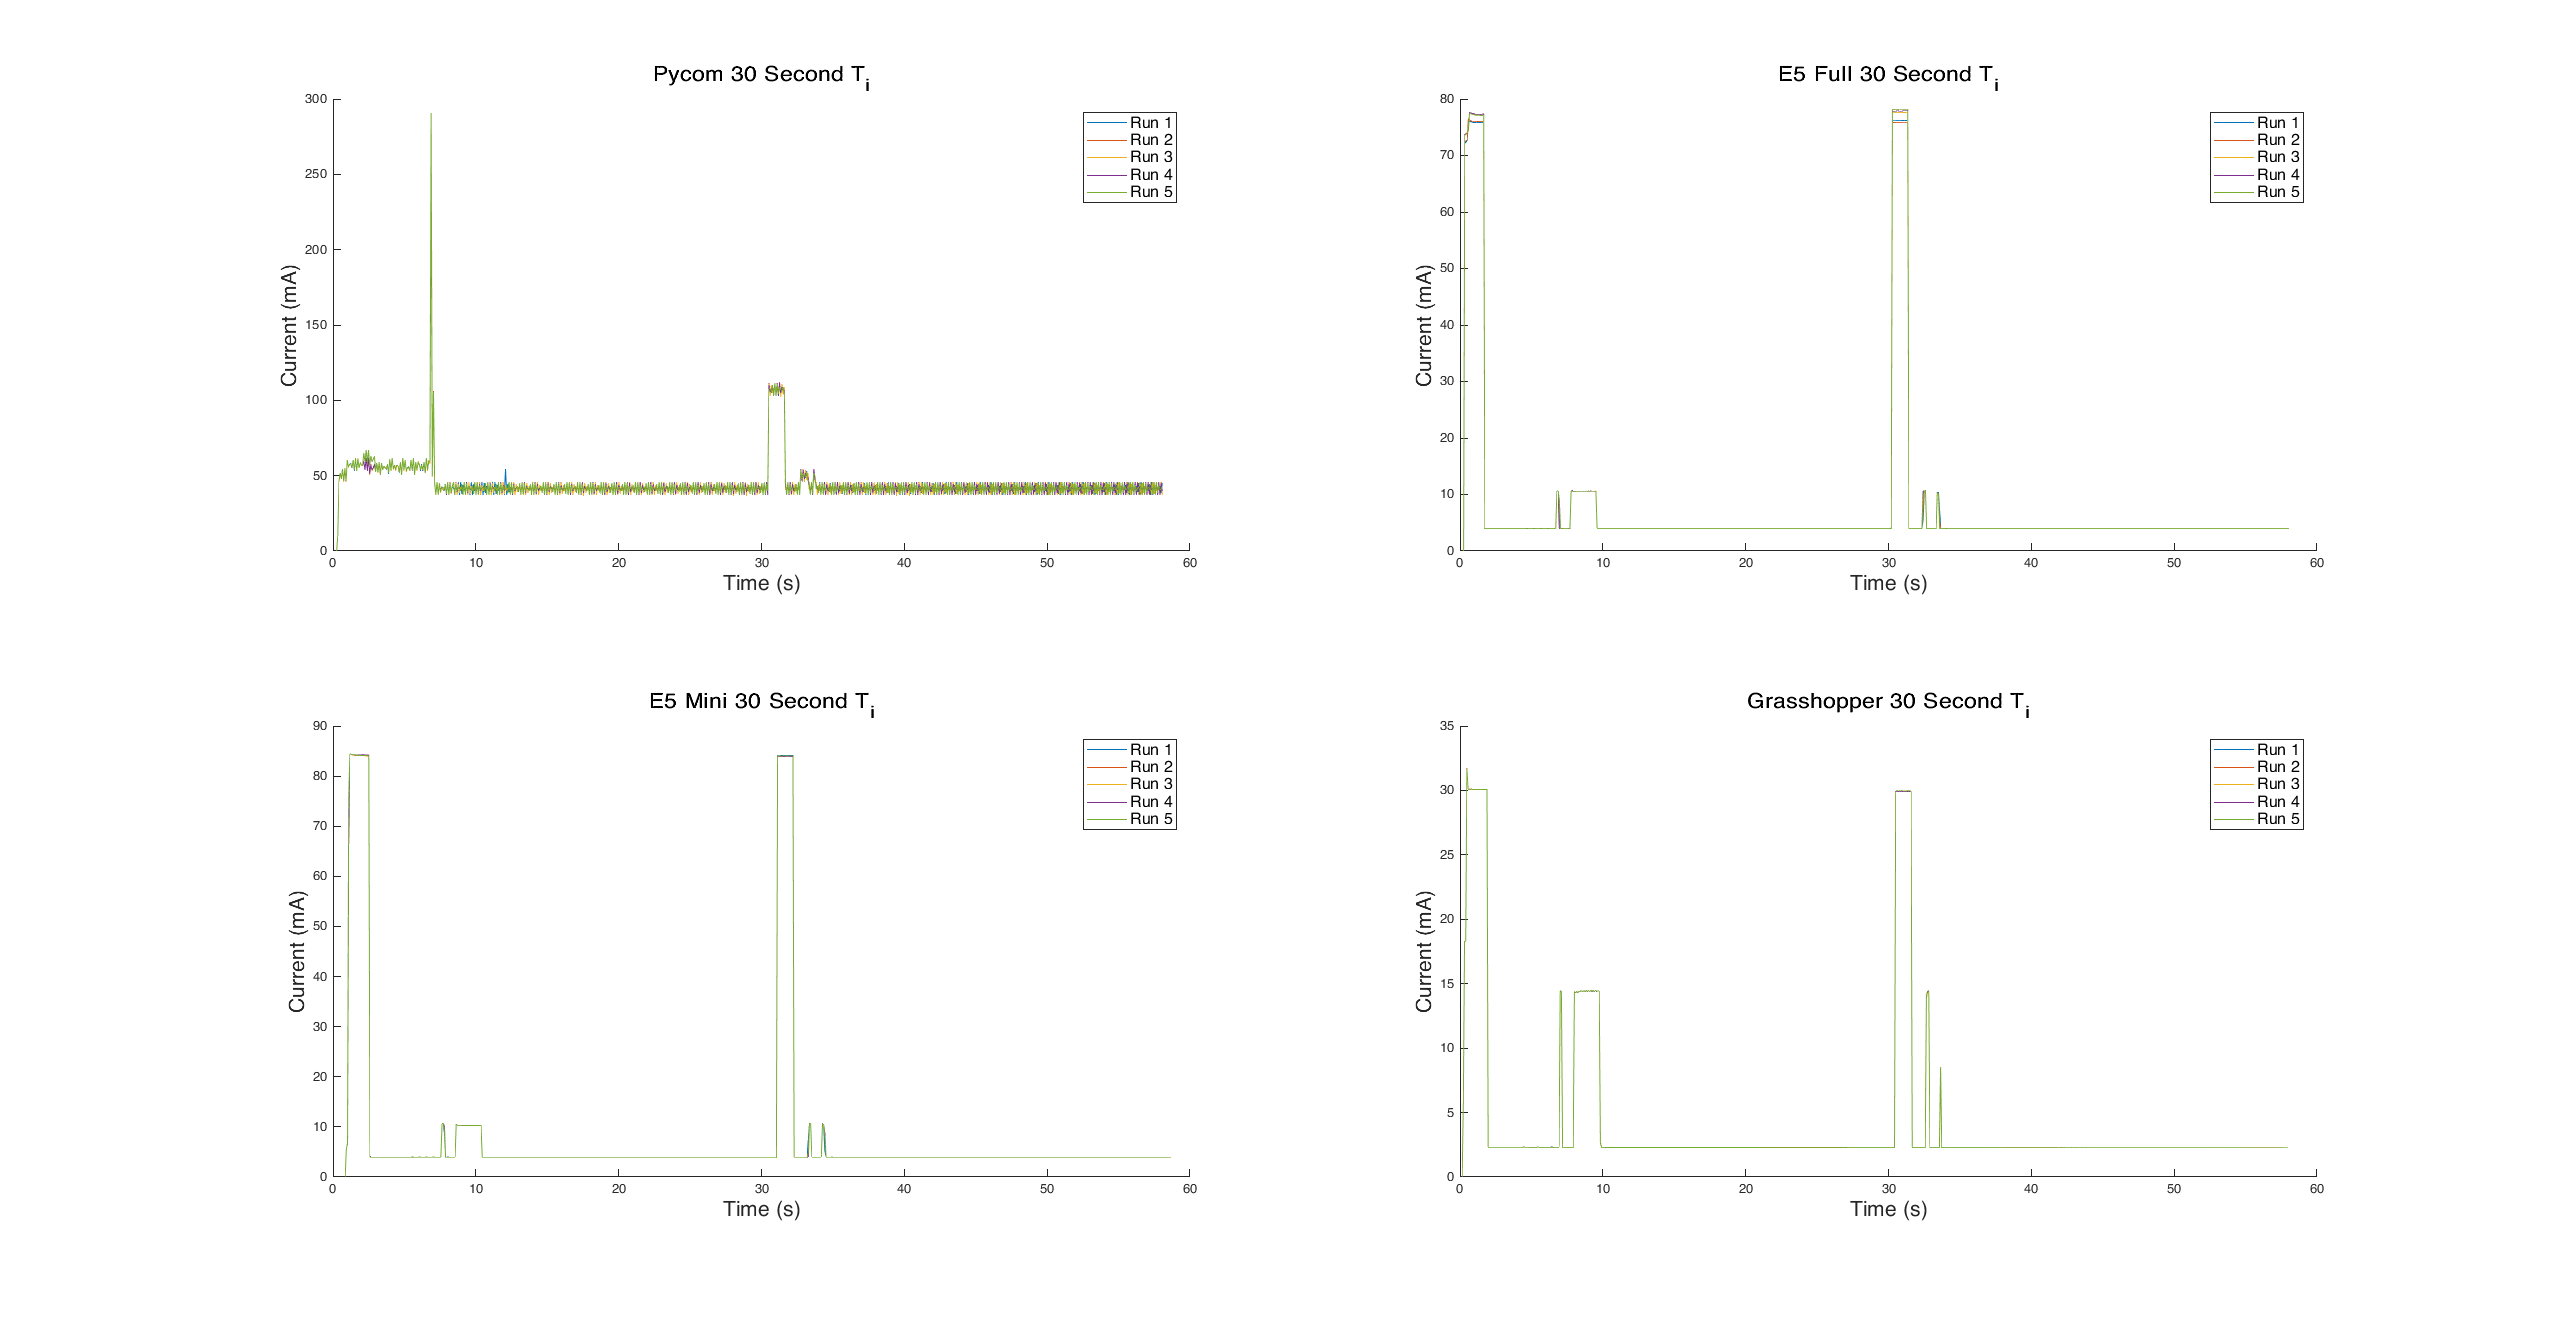 Pycom 30 Second Ti
300
250
200
150
100
50
0
Current (mA)
0 10 20 30 40 50 60
Time (s)
Run 1
Run 2
Run 3
Run 4
Run 5
E5 Full 30 Second Ti
80
70
60
50
40
30
20
10
0
Current (mA)
0 10 20 30 40 50 60
Time (s)
Run 1
Run 2
Run 3
Run 4
Run 5
E5 Mini 30 Second Ti
90
80
70
60
50
40
30
20
10
0
Current (mA)
0 10 20 30 40 50 60
Time (s)
Run 1
Run 2
Run 3
Run 4
Run 5
Grasshopper 30 Second Ti
35
30
25
20
15
10
5
0
Current (mA)
0 10 20 30 40 50 60
Time (s)
Run 1
Run 2
Run 3
Run 4
Run 5